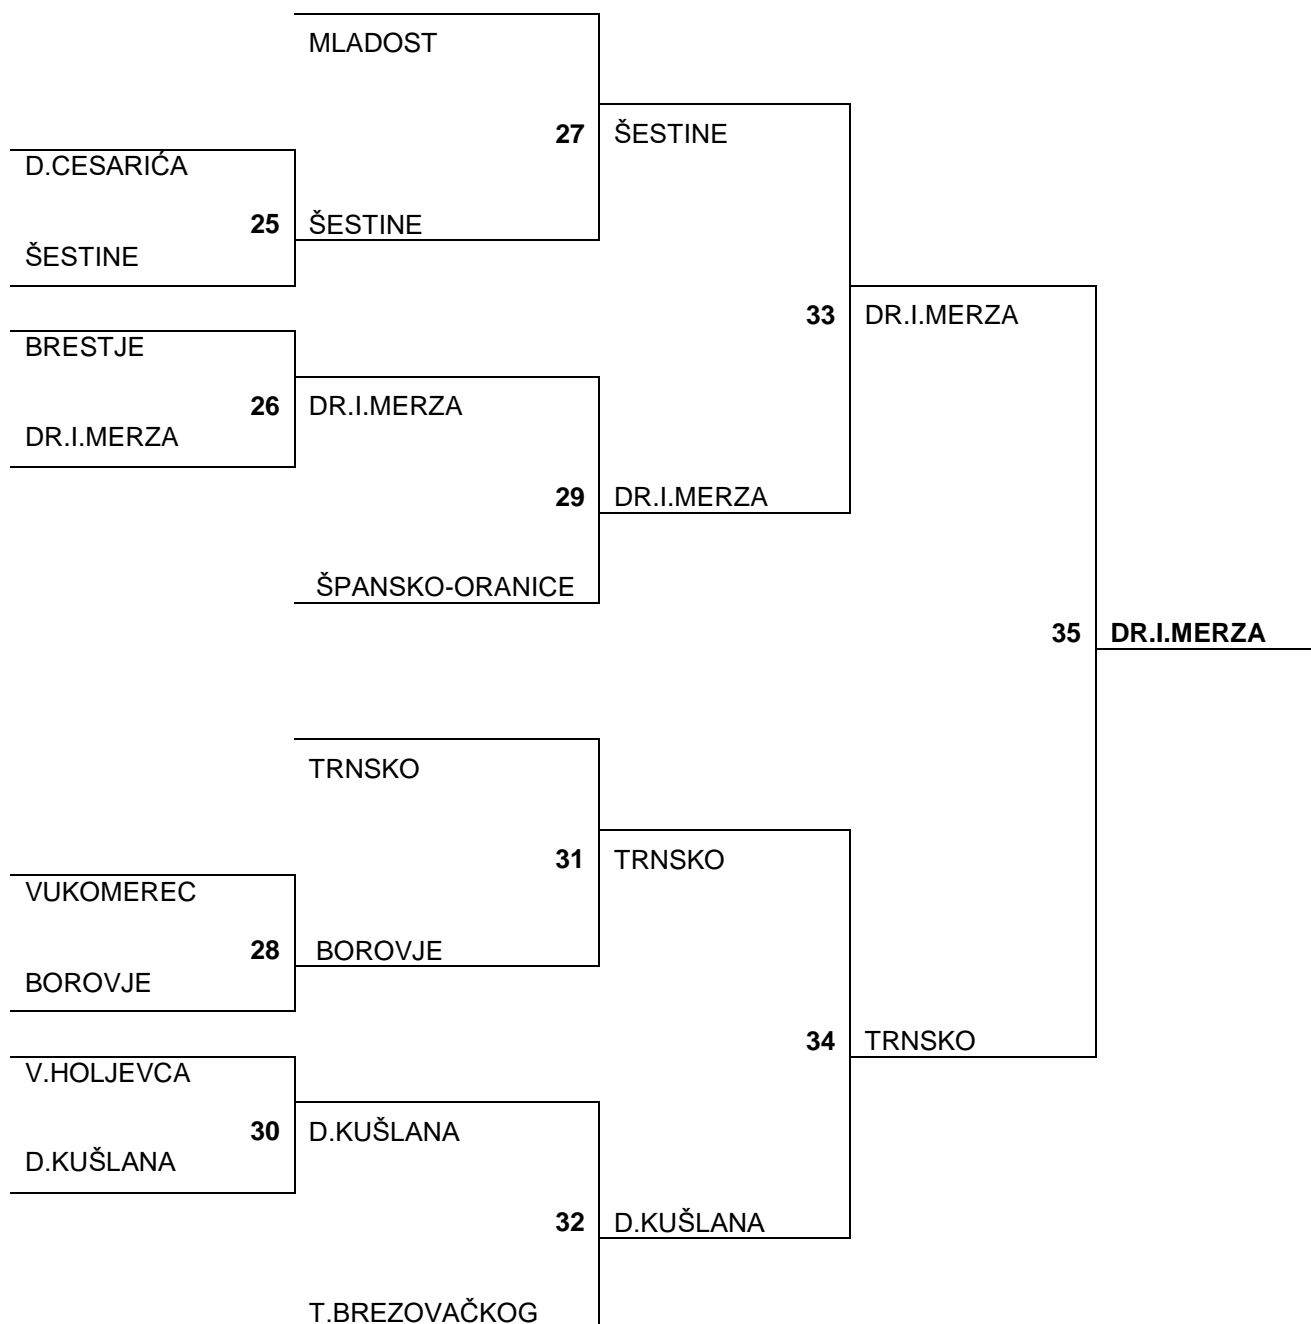 MLADOST
27 ŠESTINE
D.CESARIĆA
25 ŠESTINE
ŠESTINE
33 DR.I.MERZA
BRESTJE
26 DR.I.MERZA
DR.I.MERZA
29 DR.I.MERZA
ŠPANSKO-ORANICE
35 DR.I.MERZA
TRNSKO
31 TRNSKO
VUKOMEREC
28 BOROVJE
BOROVJE
34 TRNSKO
V.HOLJEVCA
30 D.KUŠLANA
D.KUŠLANA
32 D.KUŠLANA
T.BREZOVAČKOG